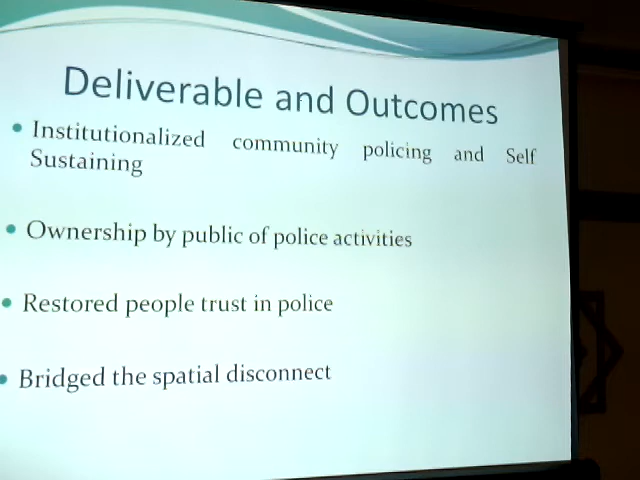 Deliverable and Outcomes
• Institutionalized community policing and Self
Sustaining
• Ownership by public of police activities
• Restored people trust in police
• Bridged the spatial disconnect